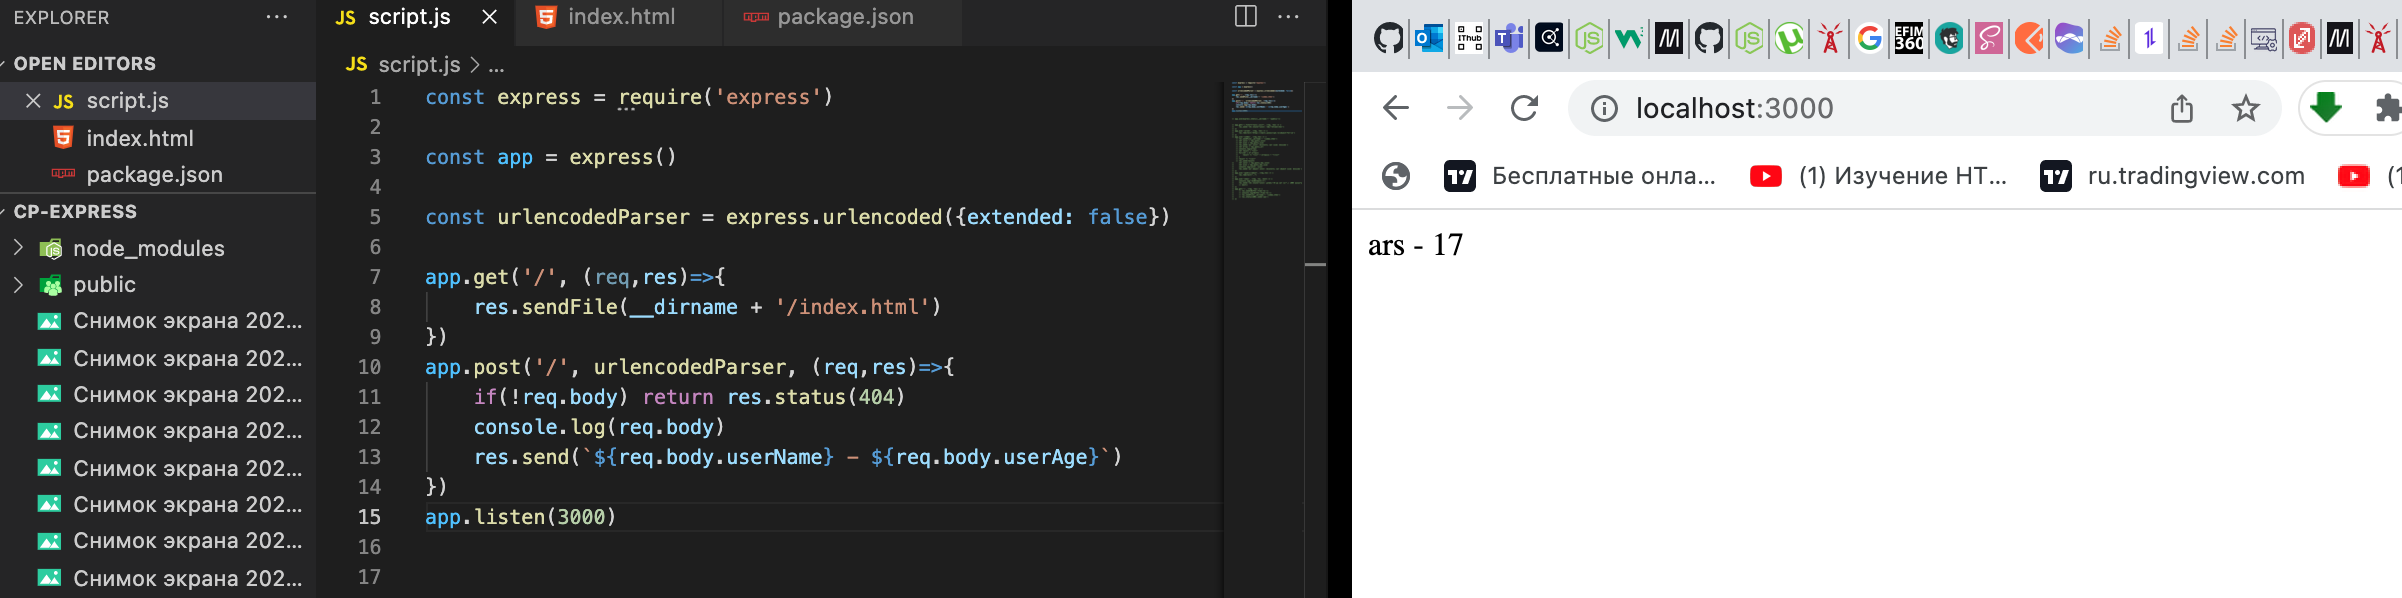 EXPLORER
OPEN EDITORS
JS script.js
index.html
package.json
CP-EXPRESS
node_modules
public
Снимок экрана 202...
Снимок экрана 202...
Снимок экрана 202...
Снимок экрана 202...
Снимок экрана 202...
Снимок экрана 202...
Снимок экрана 202...
Снимок экрана 202...
JS script.js index.html package.json
JS script.js > ...
1 const express = require('express')
2
3 const app = express()
4
5 const urlencodedParser = express.urlencoded({extended: false})
6
7 app.get('/', (req,res)=>{
8 res.sendFile(__dirname + '/index.html')
9 })
10 app.post('/', urlencodedParser, (req,res)=>{
11 if(!req.body) return res.status(404)
12 console.log(req.body)
13 res.send(`${req.body.userName} - ${req.body.userAge}`)
14 })
15 app.listen(3000)
16
17
localhost:3000
Бесплатные онла... (1) Изучение HT... ru.tradingview.com
ars - 17